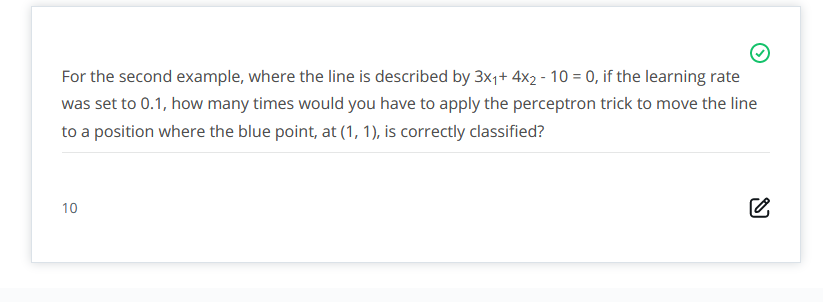 For the second example, where the line is described by 3x₁+ 4x₂ - 10 = 0, if the learning rate
was set to 0.1, how many times would you have to apply the perceptron trick to move the line
to a position where the blue point, at (1, 1), is correctly classified?
10